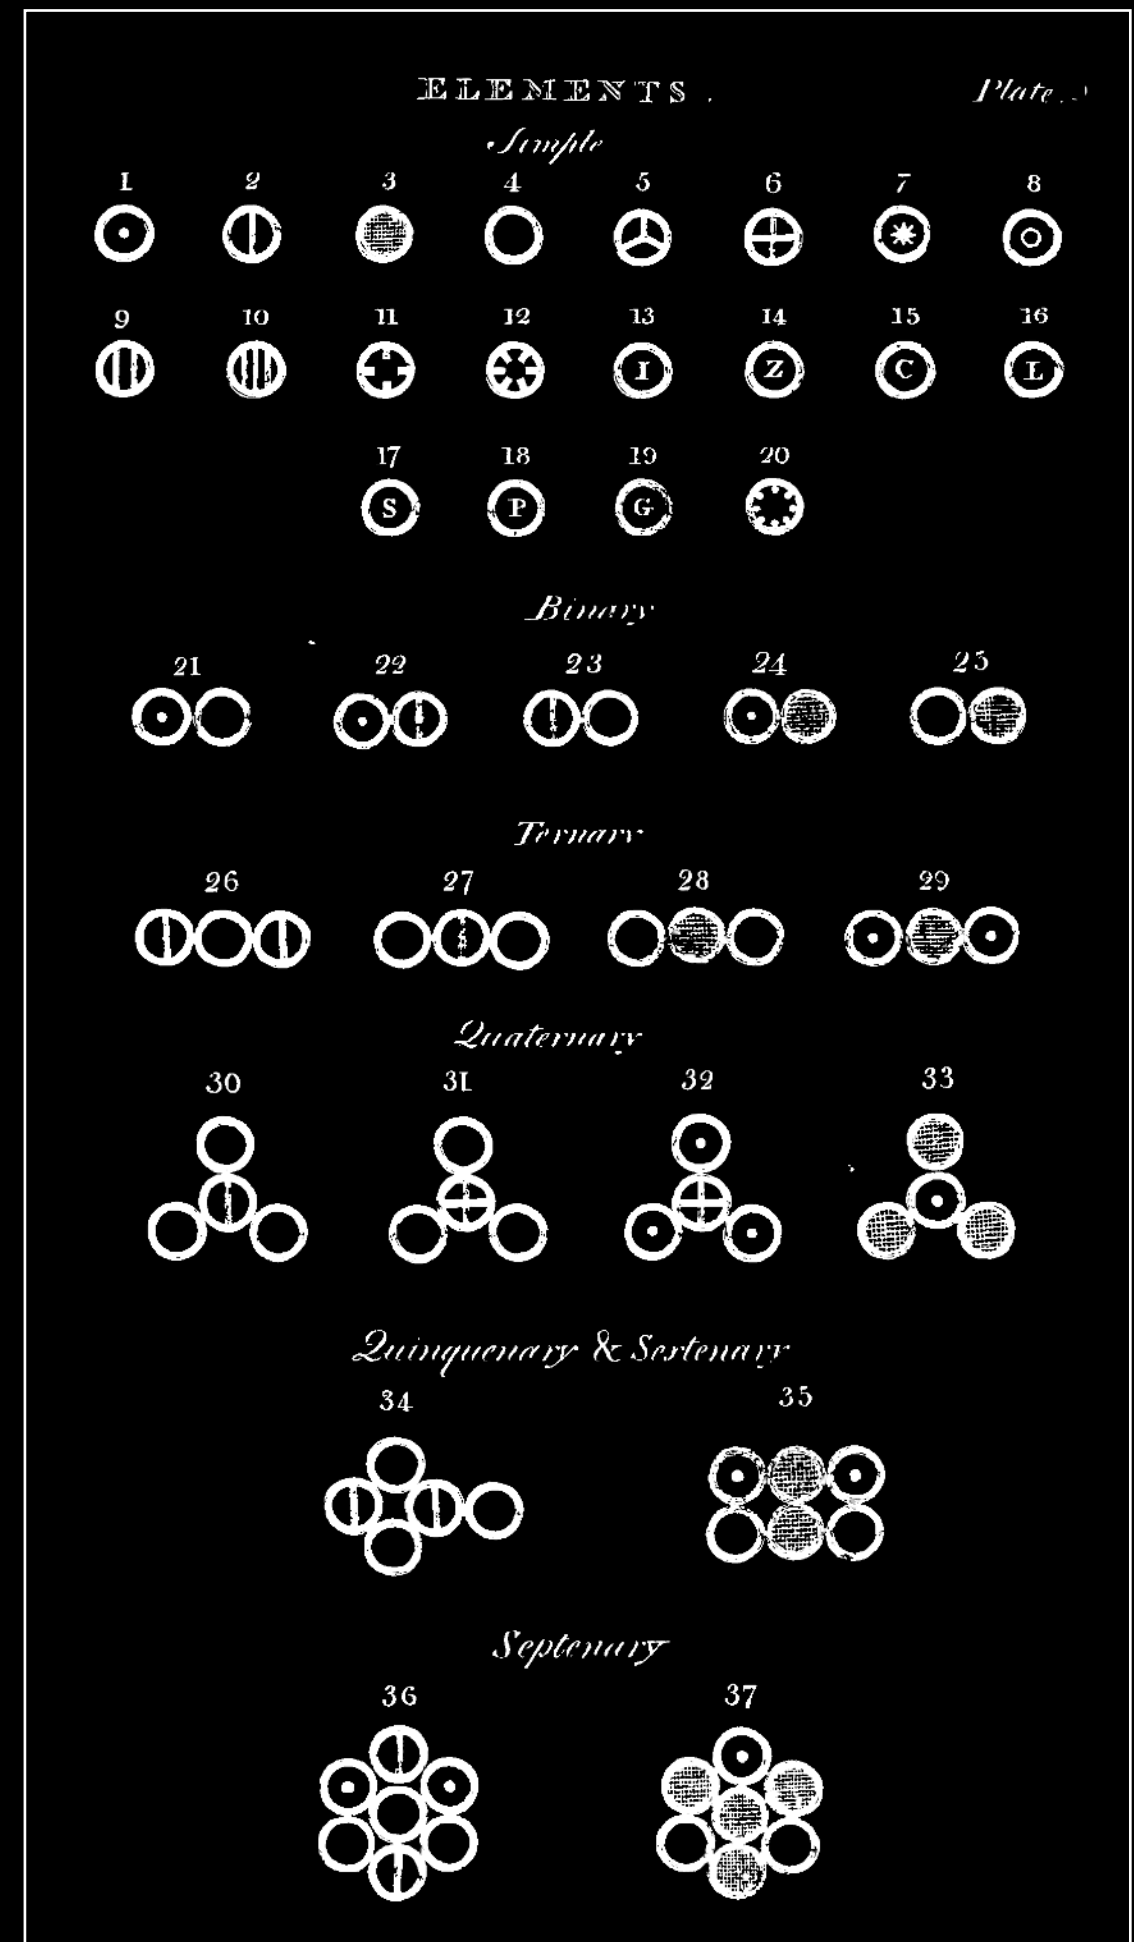 ELEMENTS. Plate.
Simple
1 2 3 4 5 6 7 8
9 10 11 12 13 14 15 16
I Z C L
17 18 19 20
S P G
Binary
21 22 23 24 25
Ternary
26 27 28 29
Quaternary
30 31 32 33
Quinquenary & Sextenary
34 35
Septenary
36 37